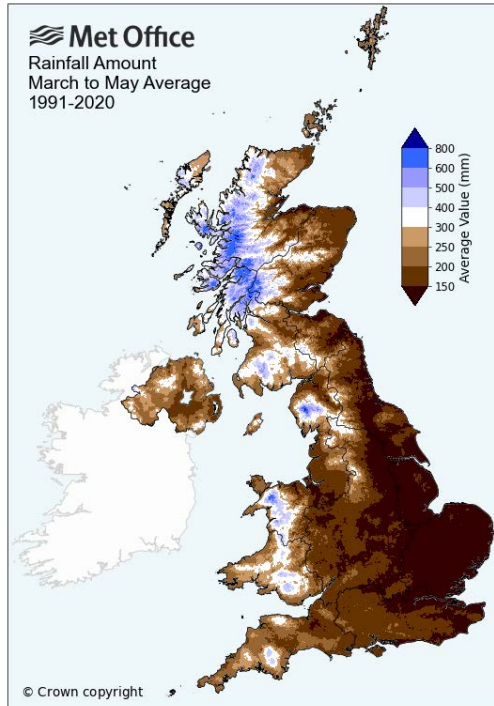 Met Office
Rainfall Amount
March to May Average
1991-2020
800
600
500
400
300
250
200
150
Average Value (mm)
© Crown copyright